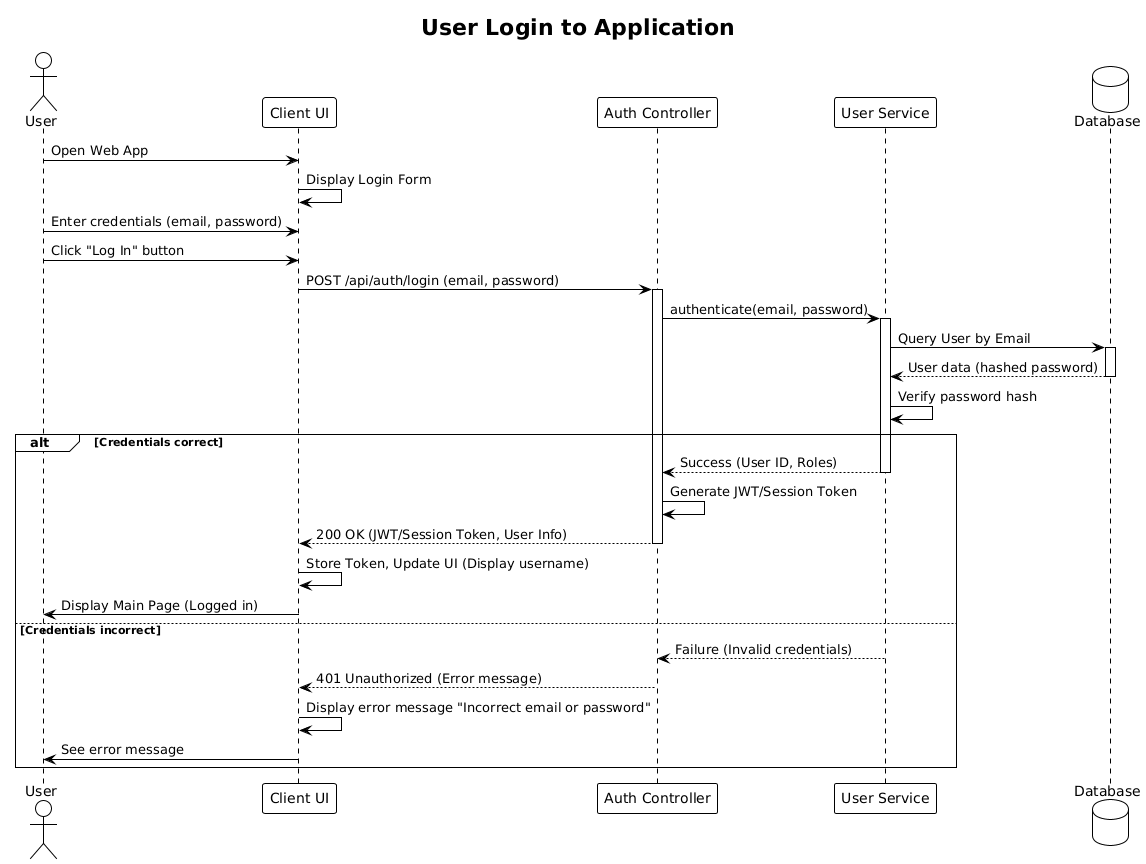 User Login to Application
User
Client UI
Auth Controller
User Service
Database
Open Web App
Display Login Form
Enter credentials (email, password)
Click "Log In" button
POST /api/auth/login (email, password)
authenticate(email, password)
Query User by Email
User data (hashed password)
Verify password hash
alt
[Credentials correct]
Success (User ID, Roles)
Generate JWT/Session Token
200 OK (JWT/Session Token, User Info)
Store Token, Update UI (Display username)
Display Main Page (Logged in)
[Credentials incorrect]
Failure (Invalid credentials)
401 Unauthorized (Error message)
Display error message "Incorrect email or password"
See error message
User
Client UI
Auth Controller
User Service
Database